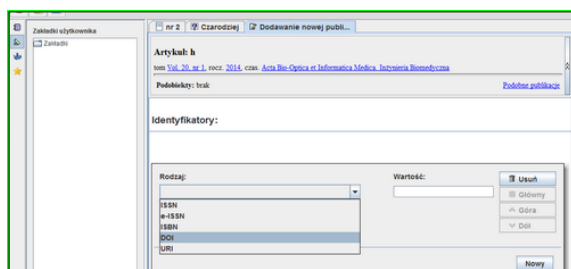 nr 2 Czarodziej Dodawanie nowej publ...
Zakładki użytkownika
Zakładki
Artykuł: h
tom Vol. 20, nr 1, rocz. 2014, czas. Acta Bio-Optica et Informatica Medica. Inżynieria Biomedyczna
Podobiekty: brak Podobne publikacje
Identyfikatory:
Rodzaj: Wartość: Usuń
Główny
ISSN
e-ISSN Góra
ISBN Dół
DOI
URI
Nowy